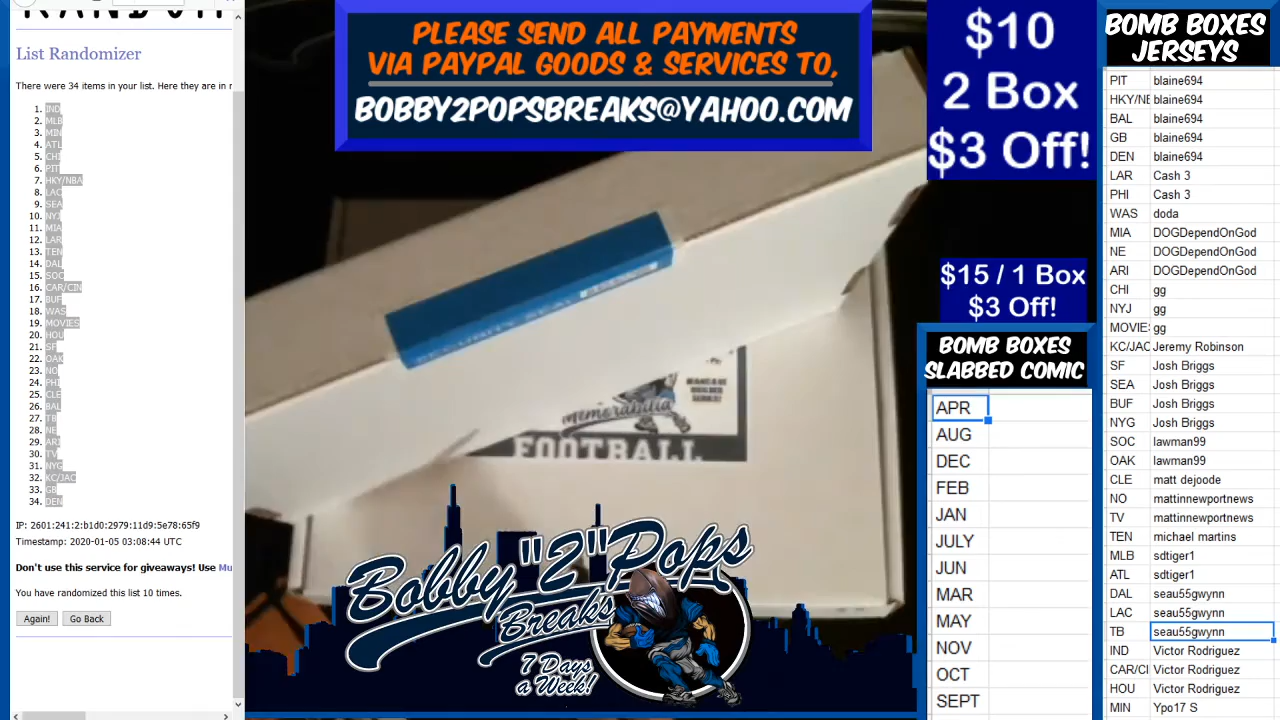 List Randomizer
There were 34 items in your list. Here they are in r
1. IND
2. MLB
3. MIN
4. ATL
5. CHI
6. PIT
7. HKY/NBA
8. LAC
9. SEA
10. NYJ
11. MIA
12. LAR
13. TEN
14. DAL
15. SOC
16. CAR/CIN
17. BUF
18. WAS
19. MOVIES
20. HOU
21. SF
22. OAK
23. NO
24. PHI
25. CLE
26. BAL
27. TB
28. NE
29. ARI
30. TV
31. NYG
32. KC/JAC
33. GB
34. DEN
IP: 2601:241:2:b1d0:2979:11d9:5e78:65f9
Timestamp: 2020-01-05 03:08:44 UTC
Don't use this service for giveaways! Use Mu
You have randomized this list 10 times.
Again!
Go Back
PLEASE SEND ALL PAYMENTS
VIA PAYPAL GOODS & SERVICES TO,
BOBBY2POPSBREAKS@YAHOO.COM
SECURITY SEAL
memorabilia
FOOTBALL
Bobby "2" Pops
Breaks
7 Days
a Week!
$10
2 Box
$3 Off!
$15 / 1 Box
$3 Off!
BOMB BOXES
SLABBED COMIC
APR
AUG
DEC
FEB
JAN
JULY
JUN
MAR
MAY
NOV
OCT
SEPT
BOMB BOXES
JERSEYS
PIT blaine694
HKY/NB blaine694
BAL blaine694
GB blaine694
DEN blaine694
LAR Cash 3
PHI Cash 3
WAS doda
MIA DOGDependOnGod
NE DOGDependOnGod
ARI DOGDependOnGod
CHI gg
NYJ gg
MOVIES gg
KC/JAC Jeremy Robinson
SF Josh Briggs
SEA Josh Briggs
BUF Josh Briggs
NYG Josh Briggs
SOC lawman99
OAK lawman99
CLE matt dejoode
NO mattinnewportnews
TV mattinnewportnews
TEN michael martins
MLB sdtiger1
ATL sdtiger1
DAL seau55gwynn
LAC seau55gwynn
TB seau55gwynn
IND Victor Rodriguez
CAR/CI Victor Rodriguez
HOU Victor Rodriguez
MIN Ypo17 S